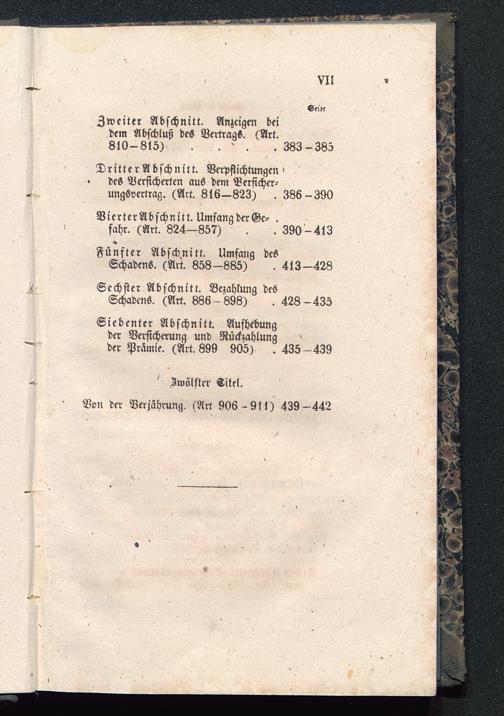 VII
Seite
Zweiter Abschnitt. Anzeigen bei
dem Abschluß des Vertrags. (Art.
810—815) . . . . 383—385
Dritter Abschnitt. Verpflichtungen
des Versicherten aus dem Versicher-
ungsvertrag. (Art. 816—823) . 386—390
Vierter Abschnitt. Umfang der Ge-
fahr. (Art. 824—857) . . 390—413
Fünfter Abschnitt. Umfang des
Schadens. (Art. 858—885) . 413—428
Sechster Abschnitt. Bezahlung des
Schadens. (Art. 886—898) . 428—435
Siebenter Abschnitt. Aufhebung
der Versicherung und Rückzahlung
der Prämie. (Art. 899 905) . 435—439
Zwölfter Titel.
Von der Verjährung. (Art 906-911) 439—442